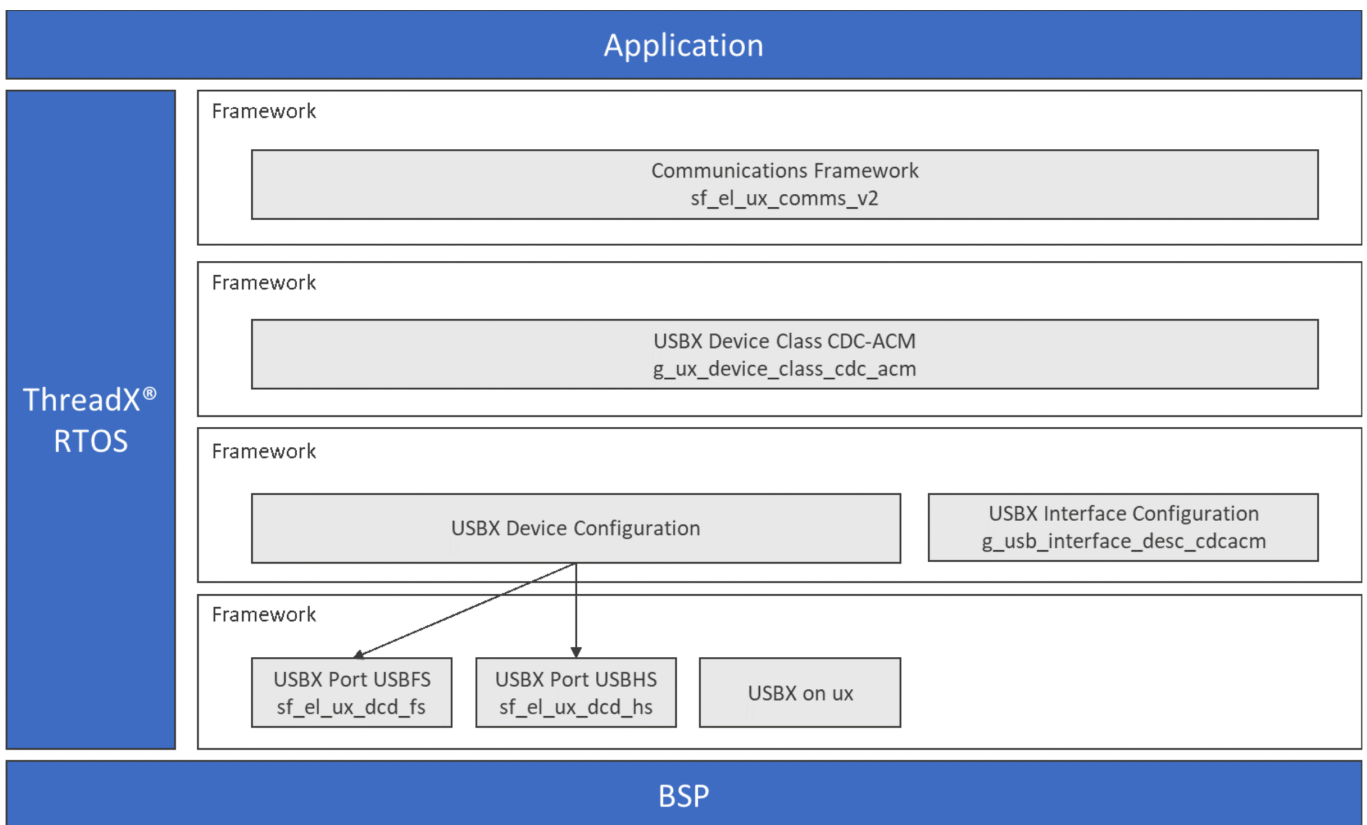 Application
ThreadX®
RTOS
Framework
Communications Framework
sf_el_ux_comms_v2
Framework
USBX Device Class CDC-ACM
g_ux_device_class_cdc_acm
Framework
USBX Device Configuration
USBX Interface Configuration
g_usb_interface_desc_cdcacm
Framework
USBX Port USBFS
sf_el_ux_dcd_fs
USBX Port USBHS
sf_el_ux_dcd_hs
USBX on ux
BSP